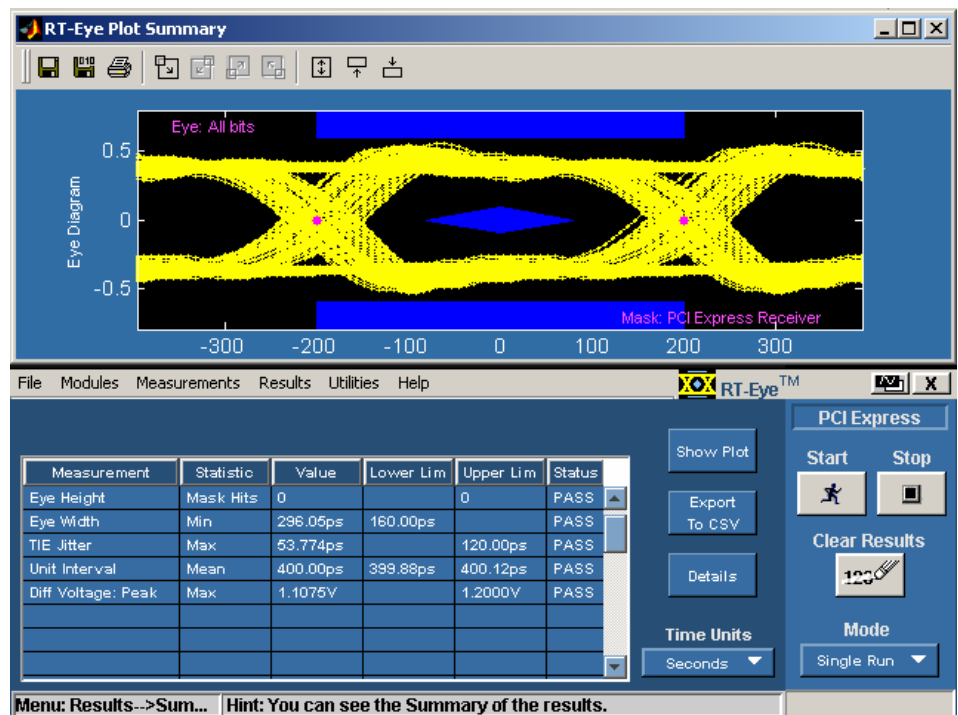 RT-Eye Plot Summary
Eye: All bits
Eye Diagram
0.5
0
-0.5
Mask: PCI Express Receiver
-300 -200 -100 0 100 200 300
File Modules Measurements Results Utilities Help
RT-Eye™ X
PCI Express
Show Plot
Start Stop
Measurement Statistic Value Lower Lim Upper Lim Status
Eye Height Mask Hits 0 0 PASS
Eye Width Min 296.05ps 160.00ps PASS
TIE Jitter Max 53.774ps 120.00ps PASS
Unit Interval Mean 400.00ps 399.88ps 400.12ps PASS
Diff Voltage: Peak Max 1.1075V 1.2000V PASS
Export
To CSV
Clear Results
Details
Time Units
Seconds
Mode
Single Run
Menu: Results-->Sum... Hint: You can see the Summary of the results.